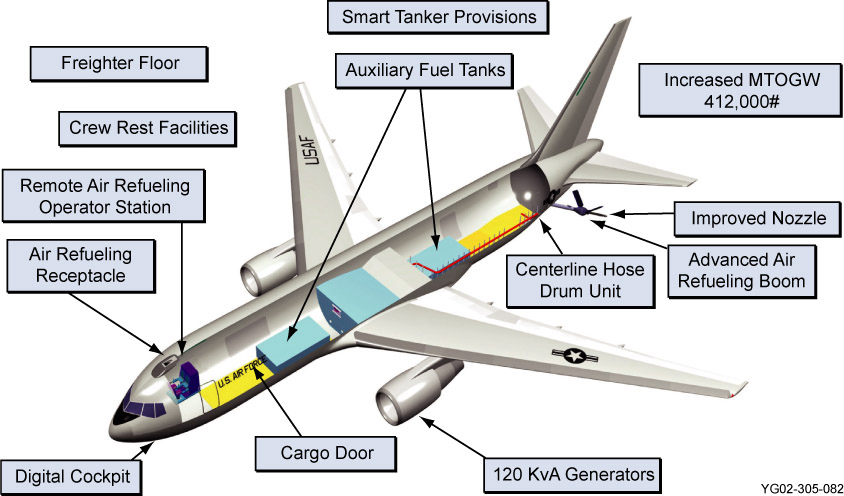 Smart Tanker Provisions
Freighter Floor
Auxiliary Fuel Tanks
Increased MTOGW
412,000#
Crew Rest Facilities
USAF
Remote Air Refueling
Operator Station
Improved Nozzle
Air Refueling
Receptacle
Centerline Hose
Drum Unit
Advanced Air
Refueling Boom
U.S. AIR FORCE
Cargo Door
Digital Cockpit
120 KvA Generators
YG02-305-082